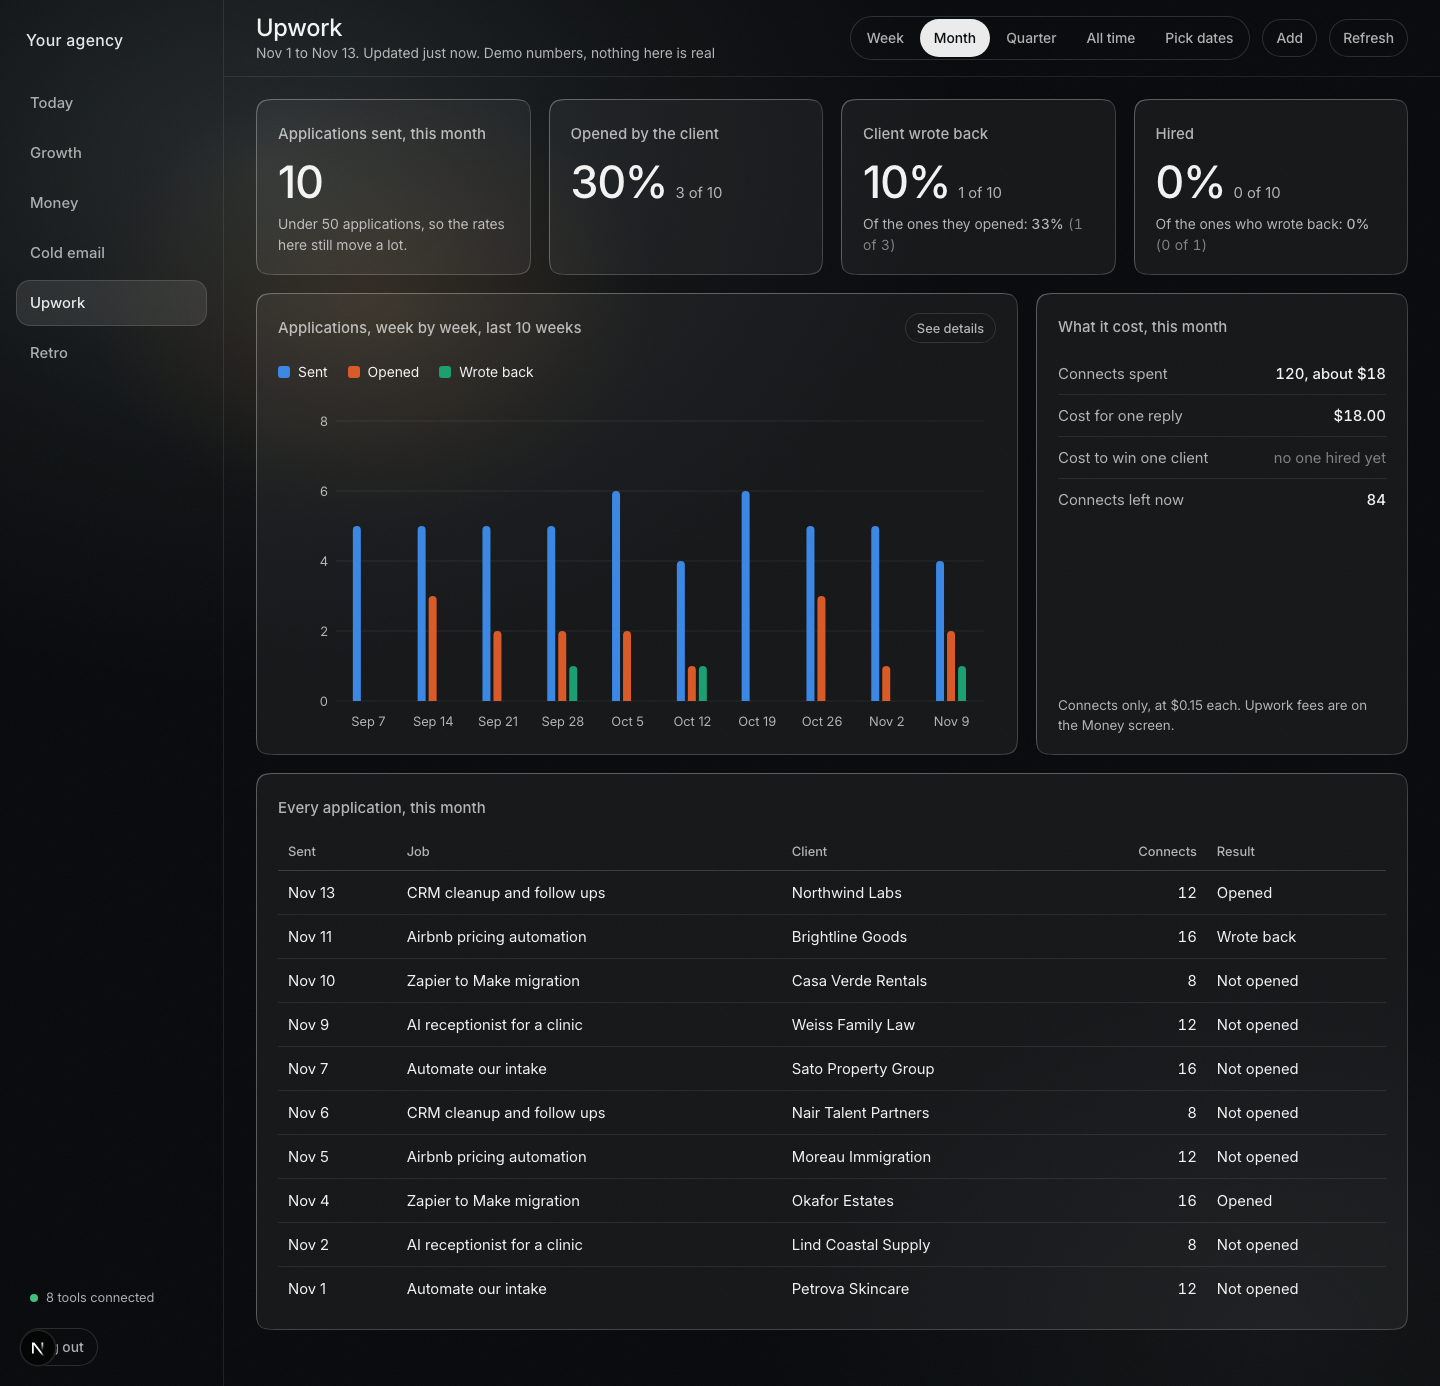 Your agency
Today
Growth
Money
Cold email
Upwork
Retro
8 tools connected
out
Upwork
Nov 1 to Nov 13. Updated just now. Demo numbers, nothing here is real
Week Month Quarter All time Pick dates Add Refresh
Applications sent, this month
10
Under 50 applications, so the rates
here still move a lot.
Opened by the client
30% 3 of 10
Client wrote back
10% 1 of 10
Of the ones they opened: 33% (1
of 3)
Hired
0% 0 of 10
Of the ones who wrote back: 0%
(0 of 1)
Applications, week by week, last 10 weeks
See details
Sent Opened Wrote back
8
6
4
2
0
Sep 7 Sep 14 Sep 21 Sep 28 Oct 5 Oct 12 Oct 19 Oct 26 Nov 2 Nov 9
What it cost, this month
Connects spent 120, about $18
Cost for one reply $18.00
Cost to win one client no one hired yet
Connects left now 84
Connects only, at $0.15 each. Upwork fees are on
the Money screen.
Every application, this month
Sent Job Client Connects Result
Nov 13 CRM cleanup and follow ups Northwind Labs 12 Opened
Nov 11 Airbnb pricing automation Brightline Goods 16 Wrote back
Nov 10 Zapier to Make migration Casa Verde Rentals 8 Not opened
Nov 9 AI receptionist for a clinic Weiss Family Law 12 Not opened
Nov 7 Automate our intake Sato Property Group 16 Not opened
Nov 6 CRM cleanup and follow ups Nair Talent Partners 8 Not opened
Nov 5 Airbnb pricing automation Moreau Immigration 12 Not opened
Nov 4 Zapier to Make migration Okafor Estates 16 Opened
Nov 2 AI receptionist for a clinic Lind Coastal Supply 8 Not opened
Nov 1 Automate our intake Petrova Skincare 12 Not opened